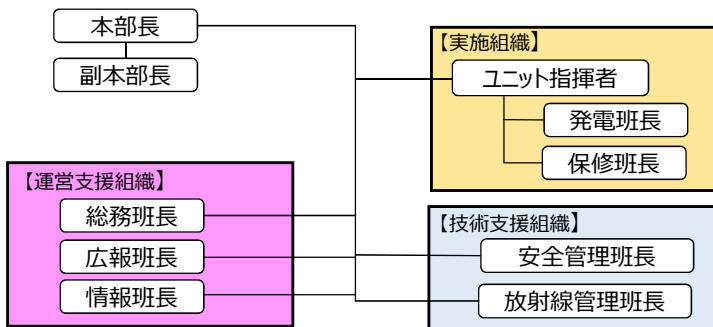 本部長
副本部長
【実施組織】
ユニット指揮者
発電班長
保修班長
【運営支援組織】
総務班長
広報班長
情報班長
【技術支援組織】
安全管理班長
放射線管理班長